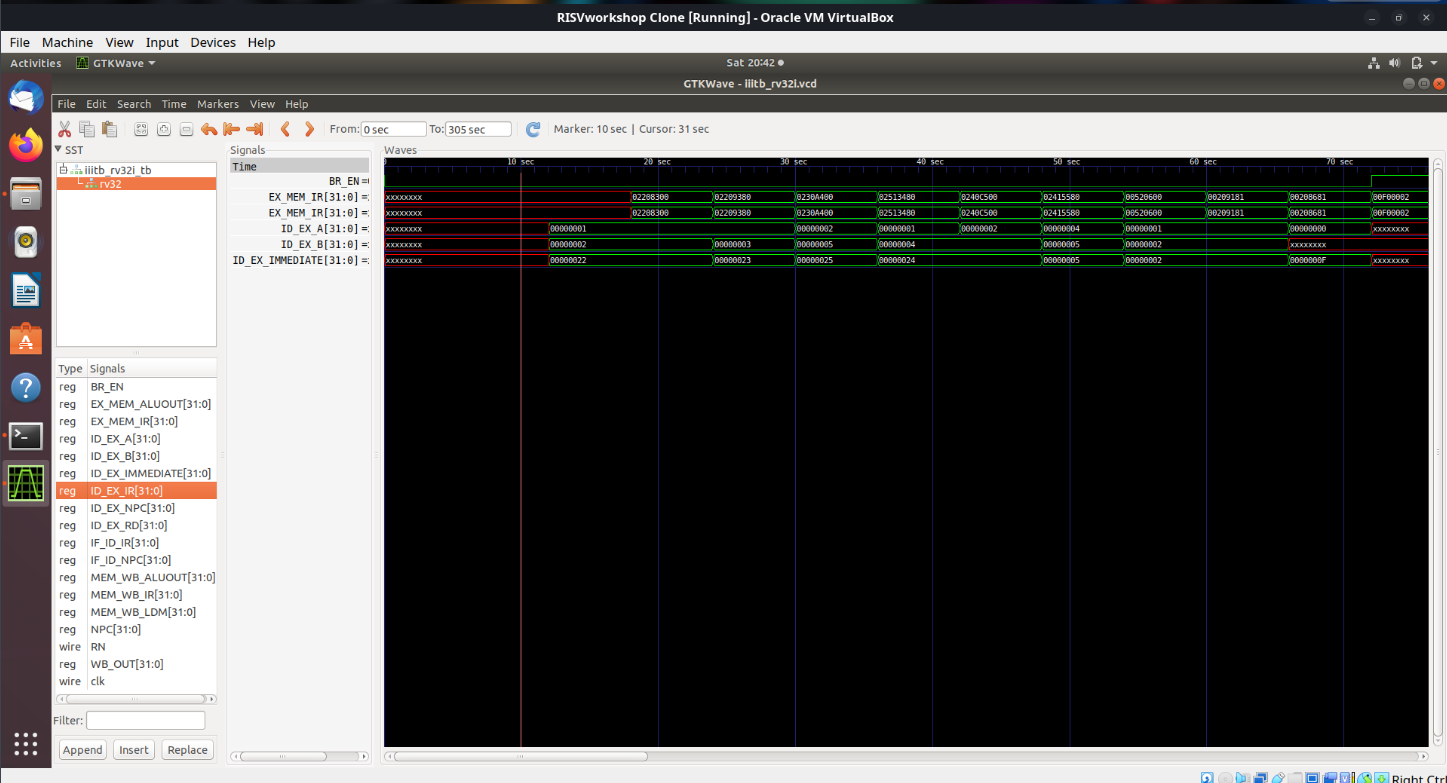 RISVworkshop Clone [Running] - Oracle VM VirtualBox
File Machine View Input Devices Help
Activities GTKWave Sat 20:42
GTKWave - iiitb_rv32i.vcd
File Edit Search Time Markers View Help
From: 0 sec To: 305 sec Marker: 10 sec | Cursor: 31 sec
SST
iiitb_rv32i_tb
rv32
Type Signals
reg BR_EN
reg EX_MEM_ALUOUT[31:0]
reg EX_MEM_IR[31:0]
reg ID_EX_A[31:0]
reg ID_EX_B[31:0]
reg ID_EX_IMMEDIATE[31:0]
reg ID_EX_IR[31:0]
reg ID_EX_NPC[31:0]
reg ID_EX_RD[31:0]
reg IF_ID_IR[31:0]
reg IF_ID_NPC[31:0]
reg MEM_WB_ALUOUT[31:0]
reg MEM_WB_IR[31:0]
reg MEM_WB_LDM[31:0]
reg NPC[31:0]
wire RN
reg WB_OUT[31:0]
wire clk
Filter:
Append Insert Replace
Signals
Time
BR_EN=
EX_MEM_IR[31:0]=
EX_MEM_IR[31:0]=
ID_EX_A[31:0]=
ID_EX_B[31:0]=
ID_EX_IMMEDIATE[31:0]=
Waves
10 sec 20 sec 30 sec 40 sec 50 sec 60 sec 70 sec
xxxxxxxx 02208300 02209380 0230A400 02513480 0240C500 02415580 00520600 00209181 00208681 00F00002
xxxxxxxx 02208300 02209380 0230A400 02513480 0240C500 02415580 00520600 00209181 00208681 00F00002
xxxxxxxx 00000001 00000002 00000001 00000002 00000004 00000001 00000000 xxxxxxxx
xxxxxxxx 00000002 00000003 00000005 00000004 00000005 00000002 xxxxxxxx
xxxxxxxx 00000022 00000023 00000025 00000024 00000005 00000002 0000000F xxxxxxxx
Right Ctrl